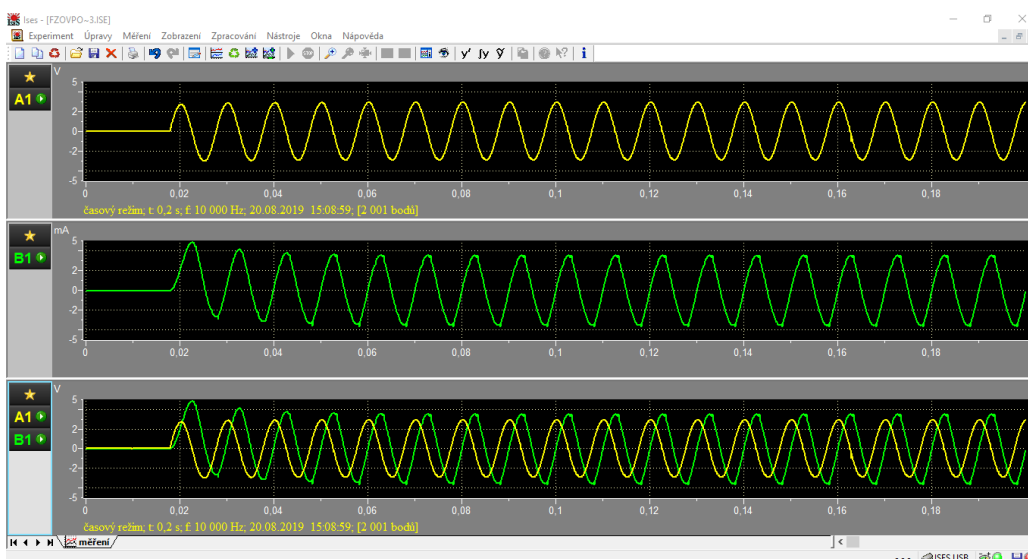 Ises - [FZOVPO~3.ISE]
Experiment Úpravy Měření Zobrazení Zpracování Nástroje Okna Nápověda
y' ∫y ŷ i
V
A1
5
2
0
-2
-5
0 0,02 0,04 0,06 0,08 0,1 0,12 0,14 0,16 0,18
časový režim; t: 0,2 s; f: 10 000 Hz; 20.08.2019 15:08:59; [2 001 bodů]
mA
B1
5
2
0
-2
-5
0 0,02 0,04 0,06 0,08 0,1 0,12 0,14 0,16 0,18
V
A1
B1
5
2
0
-2
-5
0 0,02 0,04 0,06 0,08 0,1 0,12 0,14 0,16 0,18
časový režim; t: 0,2 s; f: 10 000 Hz; 20.08.2019 15:08:59; [2 001 bodů]
měření
ISES USB